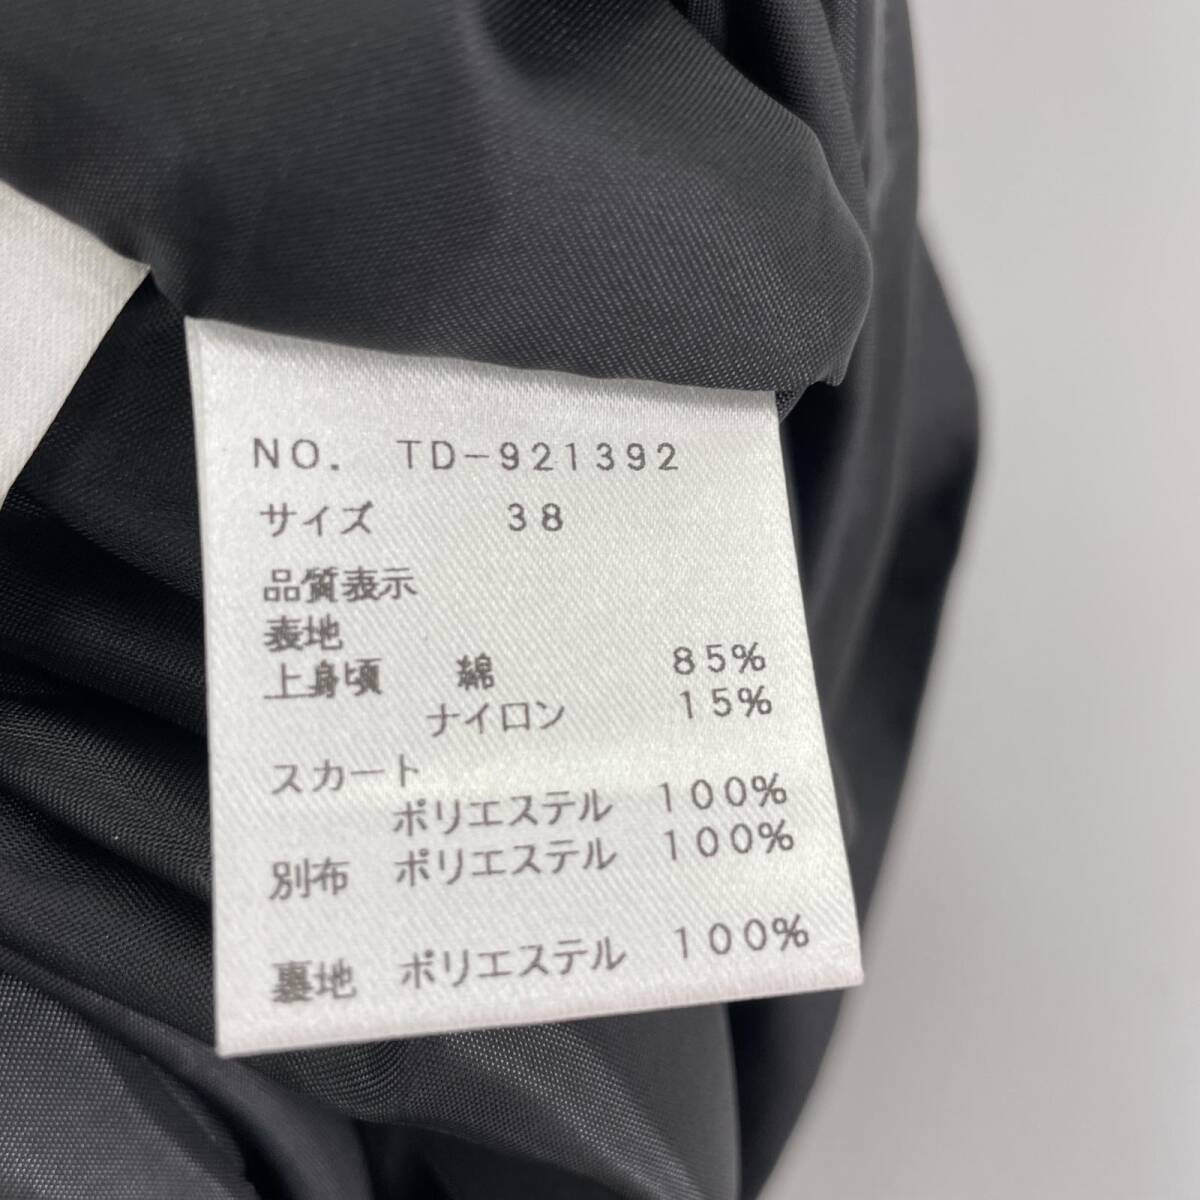 NO. TD-921392
サイズ 38
品質表示
表地
上身頃 綿 85%
ナイロン 15%
スカート
ポリエステル 100%
別布 ポリエステル 100%
裏地 ポリエステル 100%